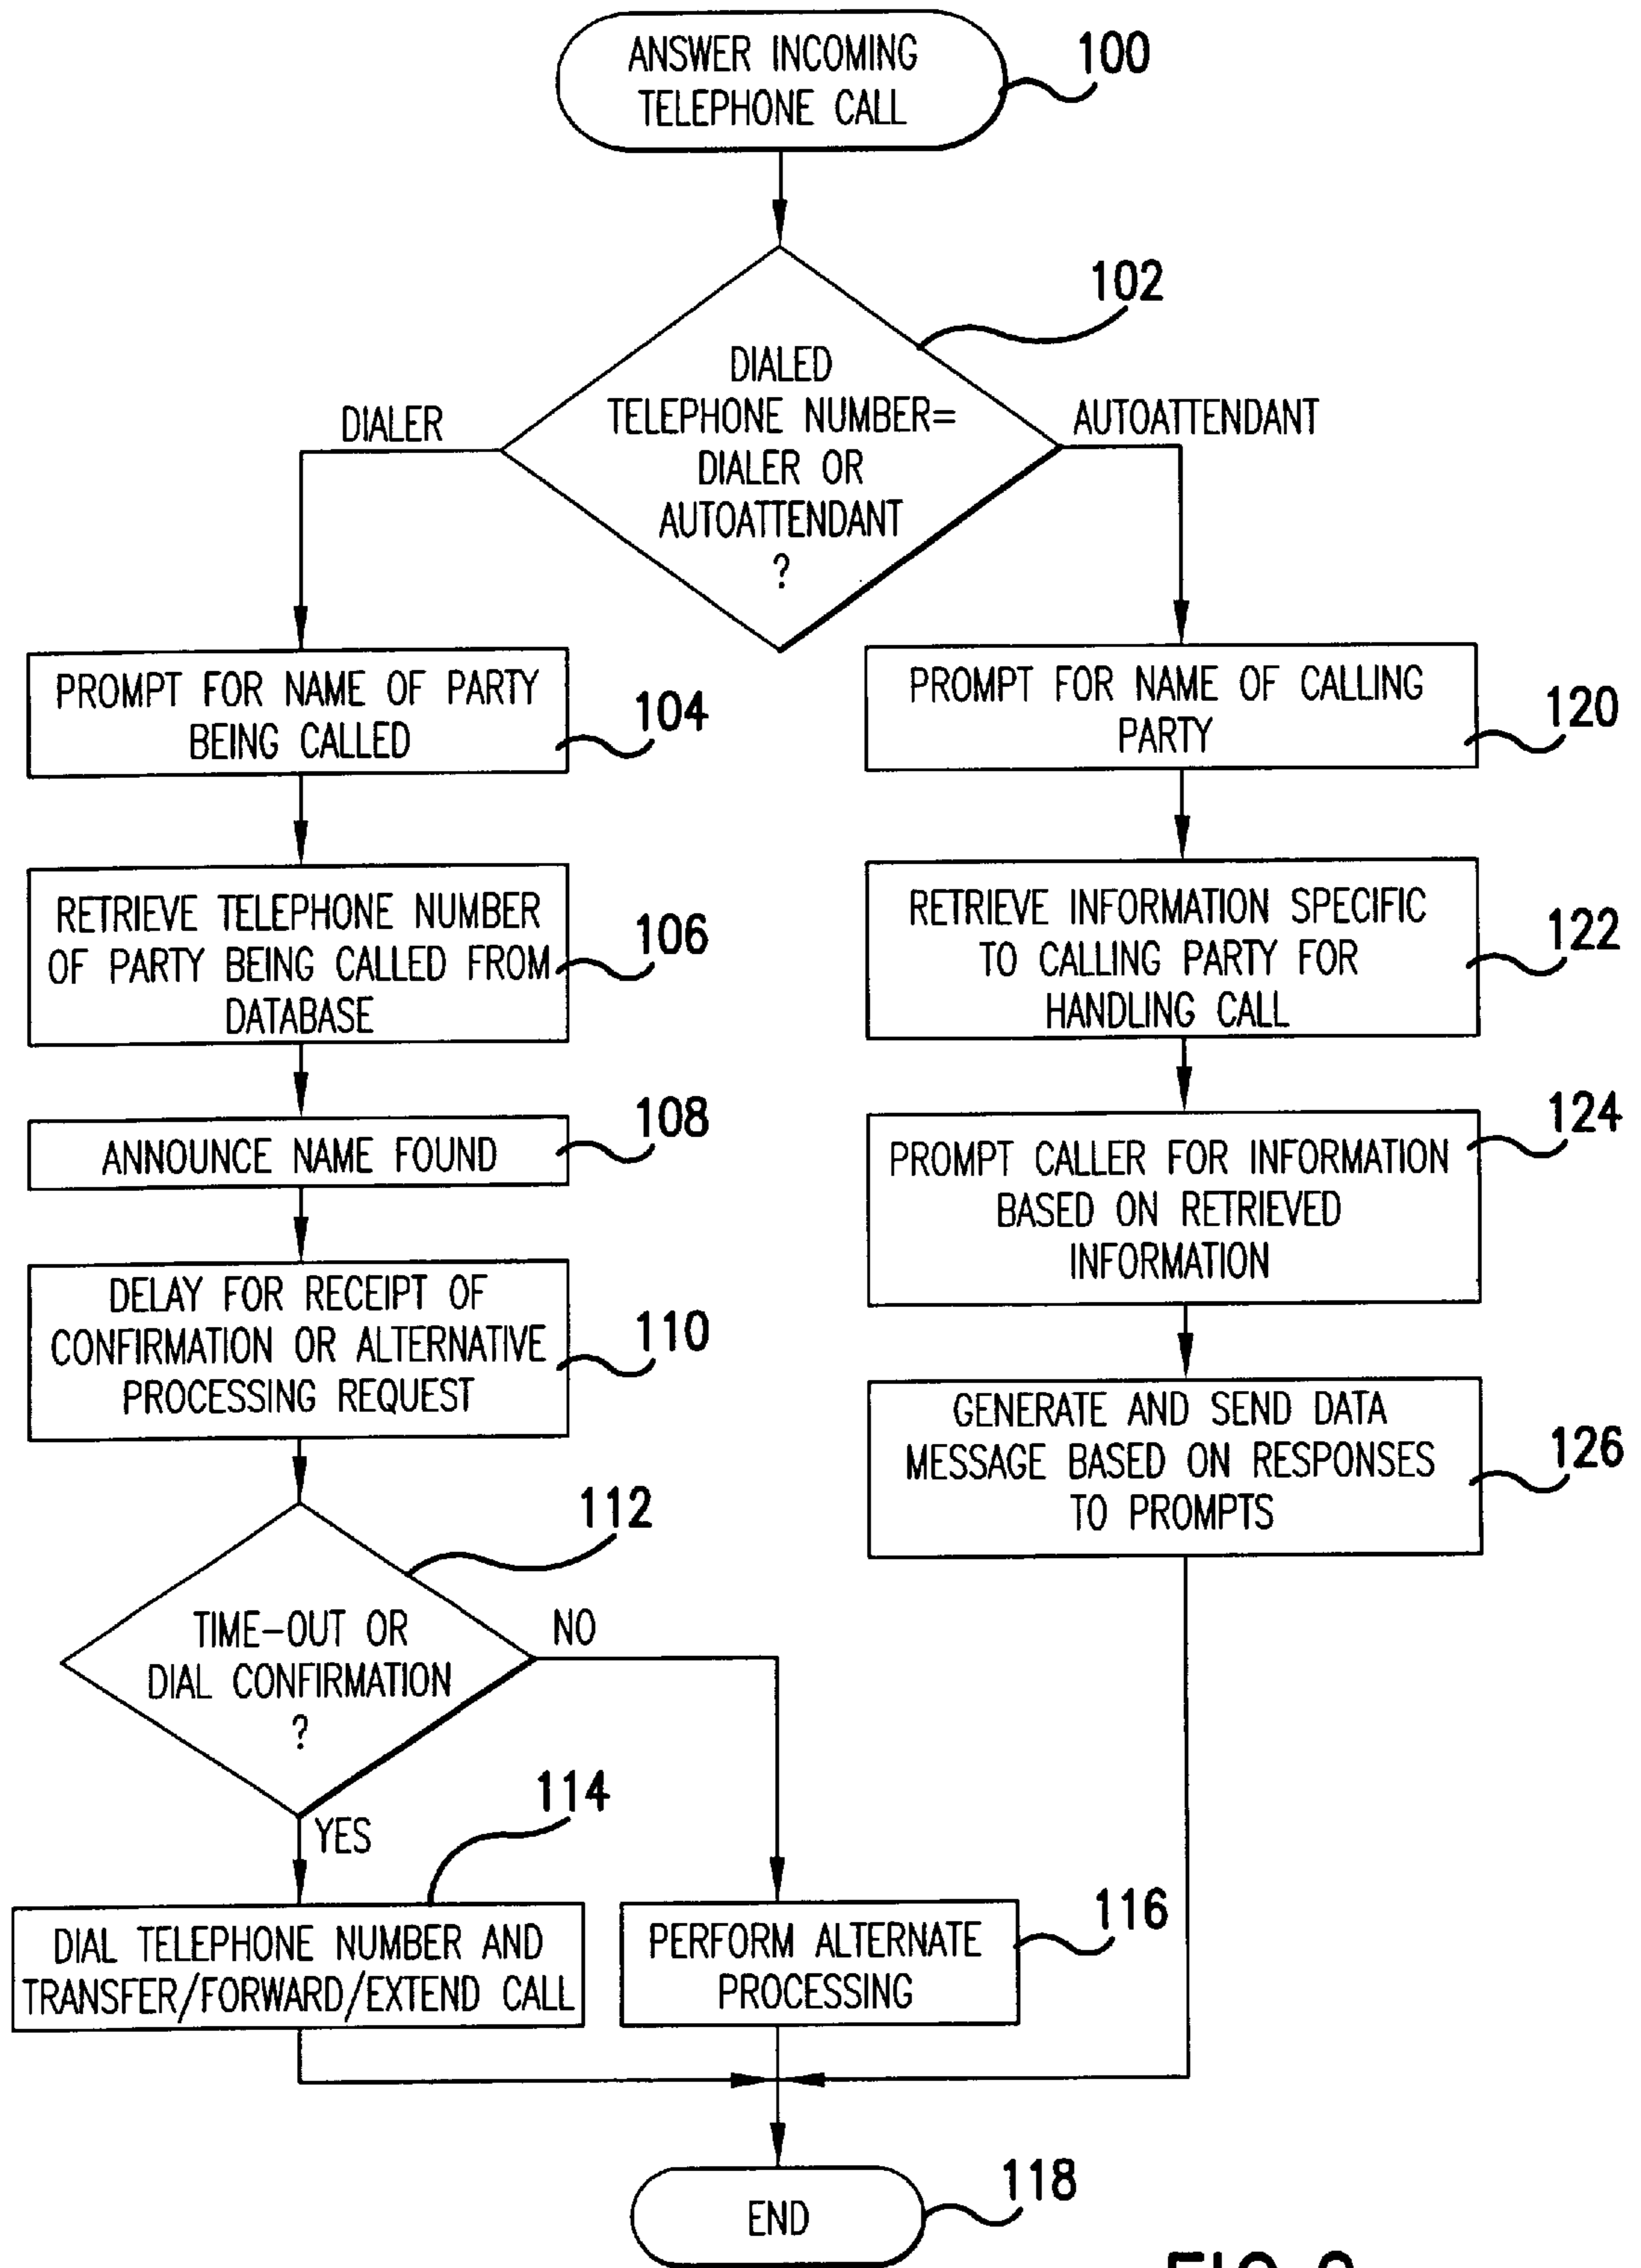 ANSWER INCOMING
TELEPHONE CALL
100
102
DIALED
TELEPHONE NUMBER=
DIALER OR
AUTOATTENDANT
?
DIALER
AUTOATTENDANT
PROMPT FOR NAME OF PARTY
BEING CALLED
104
RETRIEVE TELEPHONE NUMBER
OF PARTY BEING CALLED FROM
DATABASE
106
ANNOUNCE NAME FOUND
108
DELAY FOR RECEIPT OF
CONFIRMATION OR ALTERNATIVE
PROCESSING REQUEST
110
112
TIME-OUT OR
DIAL CONFIRMATION
?
NO
YES
114
DIAL TELEPHONE NUMBER AND
TRANSFER/FORWARD/EXTEND CALL
PERFORM ALTERNATE
PROCESSING
116
PROMPT FOR NAME OF CALLING
PARTY
120
RETRIEVE INFORMATION SPECIFIC
TO CALLING PARTY FOR
HANDLING CALL
122
PROMPT CALLER FOR INFORMATION
BASED ON RETRIEVED
INFORMATION
124
GENERATE AND SEND DATA
MESSAGE BASED ON RESPONSES
TO PROMPTS
126
END
118